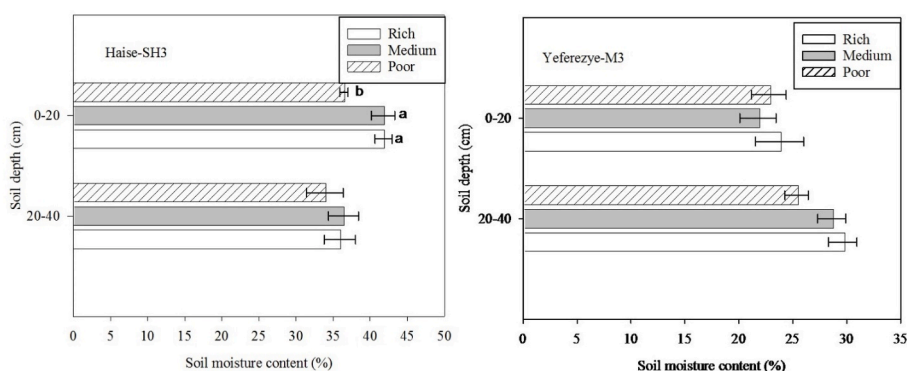 Haise-SH3
Rich
Medium
Poor
b
a
a
0-20
20-40
Soil depth (cm)
0 5 10 15 20 25 30 35 40 45 50
Soil moisture content (%)
Yeferezye-M3
Rich
Medium
Poor
0-20
20-40
Soil depth (cm)
0 5 10 15 20 25 30 35
Soil moisture content (%)